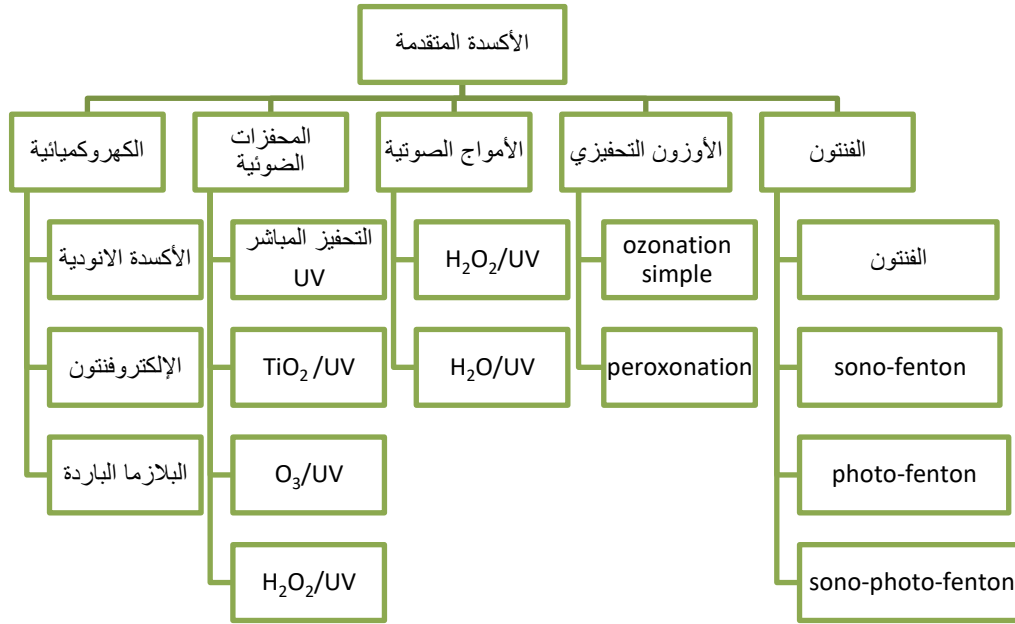 الأكسدة المتقدمة
الفنتون
الأوزون التحفيزي
الأمواج الصوتية
المحفزات
الضوئية
الكهروكميائية
الفنتون
sono-fenton
photo-fenton
sono-photo-fenton
ozonation
simple
peroxonation
H₂O₂/UV
H₂O/UV
التحفيز المباشر
UV
TiO₂ /UV
O₃/UV
H₂O₂/UV
الأكسدة الانودية
الإلكتروفنتون
البلازما الباردة